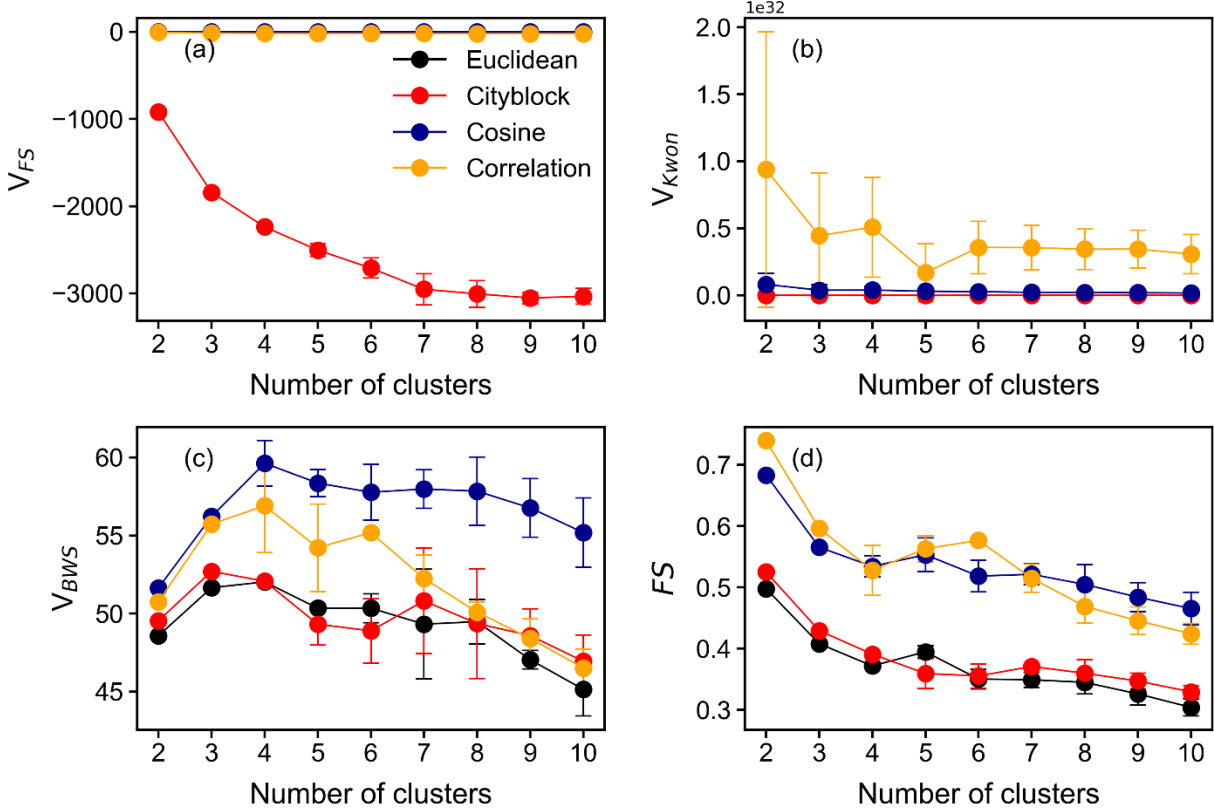 0
−1000
−2000
−3000
V_FS
(a)
Euclidean
Cityblock
Cosine
Correlation
2 3 4 5 6 7 8 9 10
Number of clusters
1e32
2.0
1.5
1.0
0.5
0.0
V_Kwon
(b)
2 3 4 5 6 7 8 9 10
Number of clusters
60
55
50
45
V_BWS
(c)
2 3 4 5 6 7 8 9 10
Number of clusters
0.7
0.6
0.5
0.4
0.3
FS
(d)
2 3 4 5 6 7 8 9 10
Number of clusters